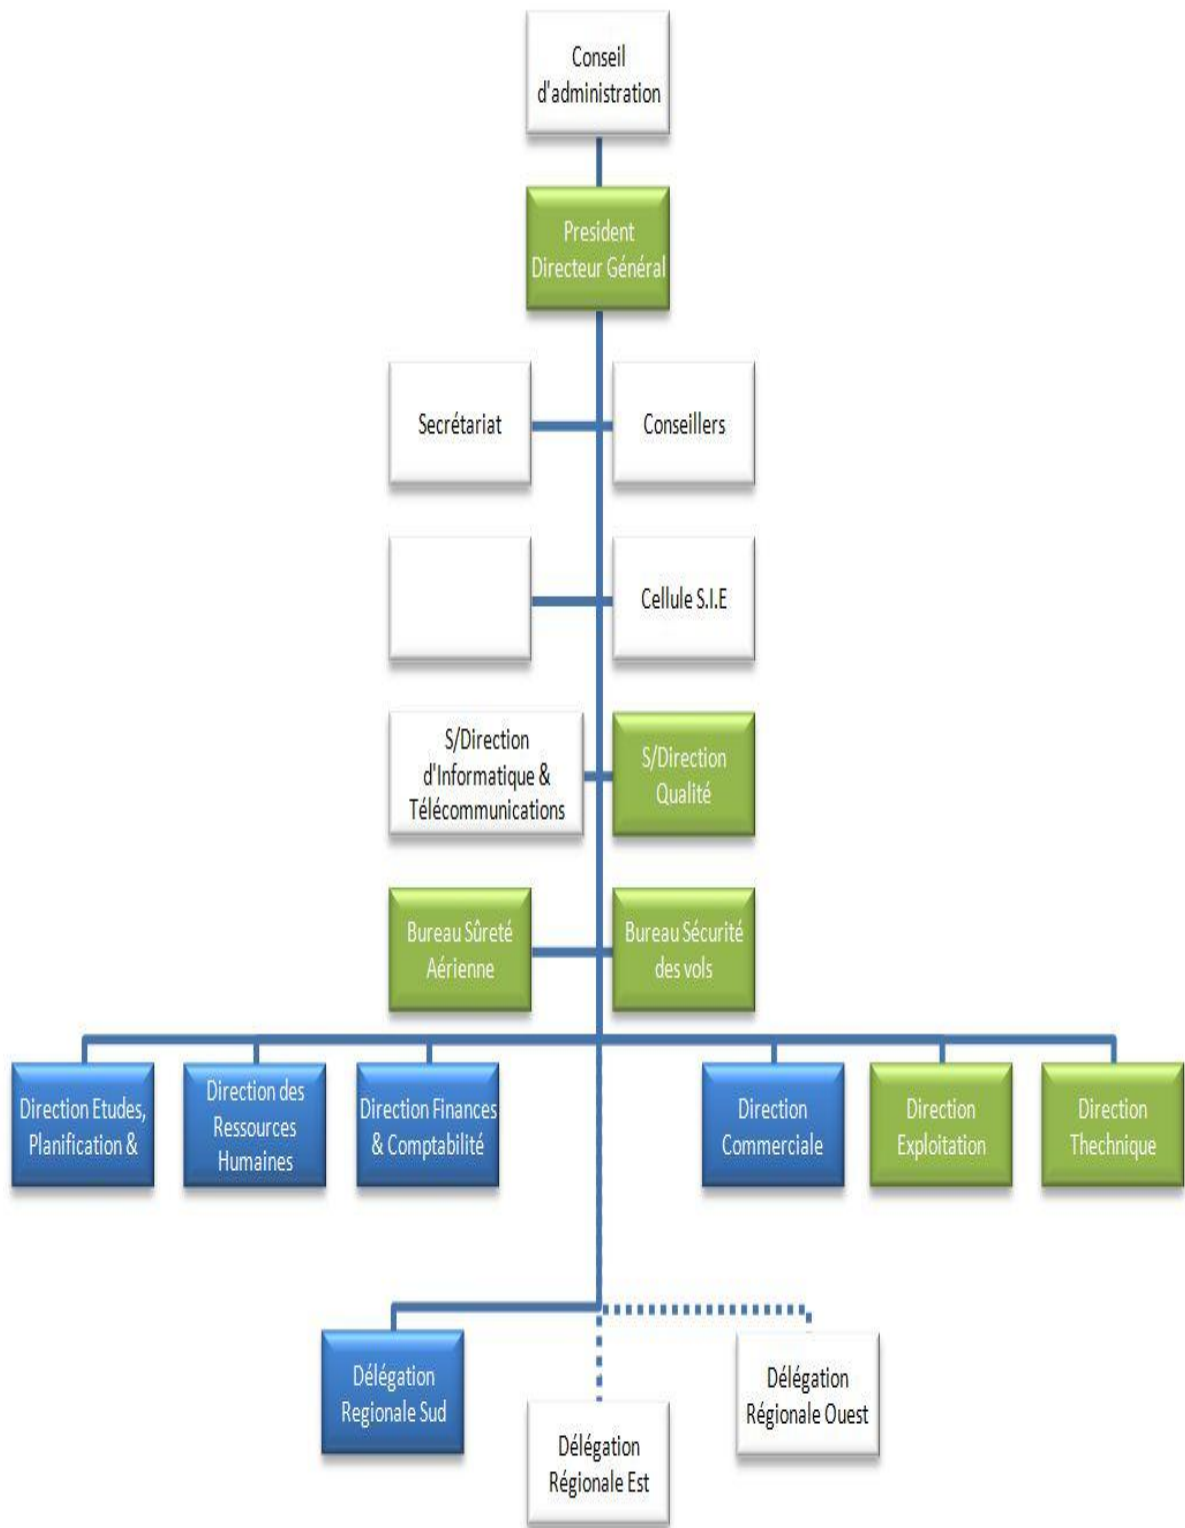 Conseil
d'administration
President
Directeur Général
Secrétariat
Conseillers
Cellule S.I.E
S/Direction
d'Informatique &
Télécommunications
S/Direction
Qualité
Bureau Sûreté
Aérienne
Bureau Sécurité
des vols
Direction Etudes,
Planification &
Direction des
Ressources
Humaines
Direction Finances
& Comptabilité
Direction
Commerciale
Direction
Exploitation
Direction
Thechnique
Délégation
Regionale Sud
Délégation
Régionale Est
Délégation
Régionale Ouest